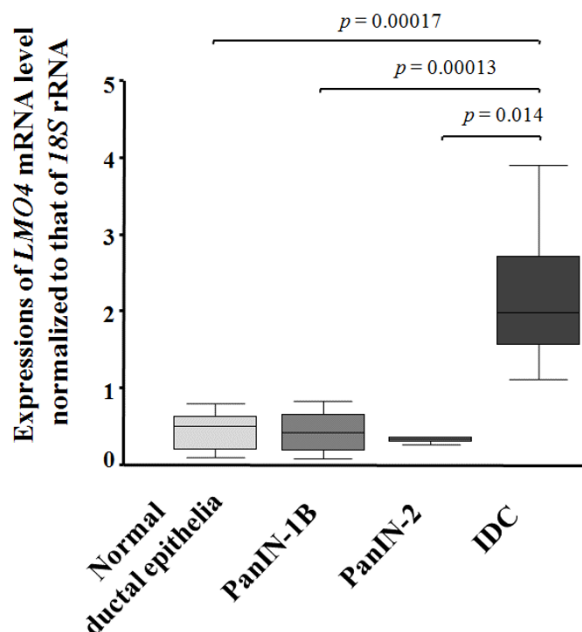 p = 0.00017
p = 0.00013
p = 0.014
Expressions of LMO4 mRNA level
normalized to that of 18S rRNA
5
4
3
2
1
0
Normal
ductal epithelia
PanIN-1B
PanIN-2
IDC